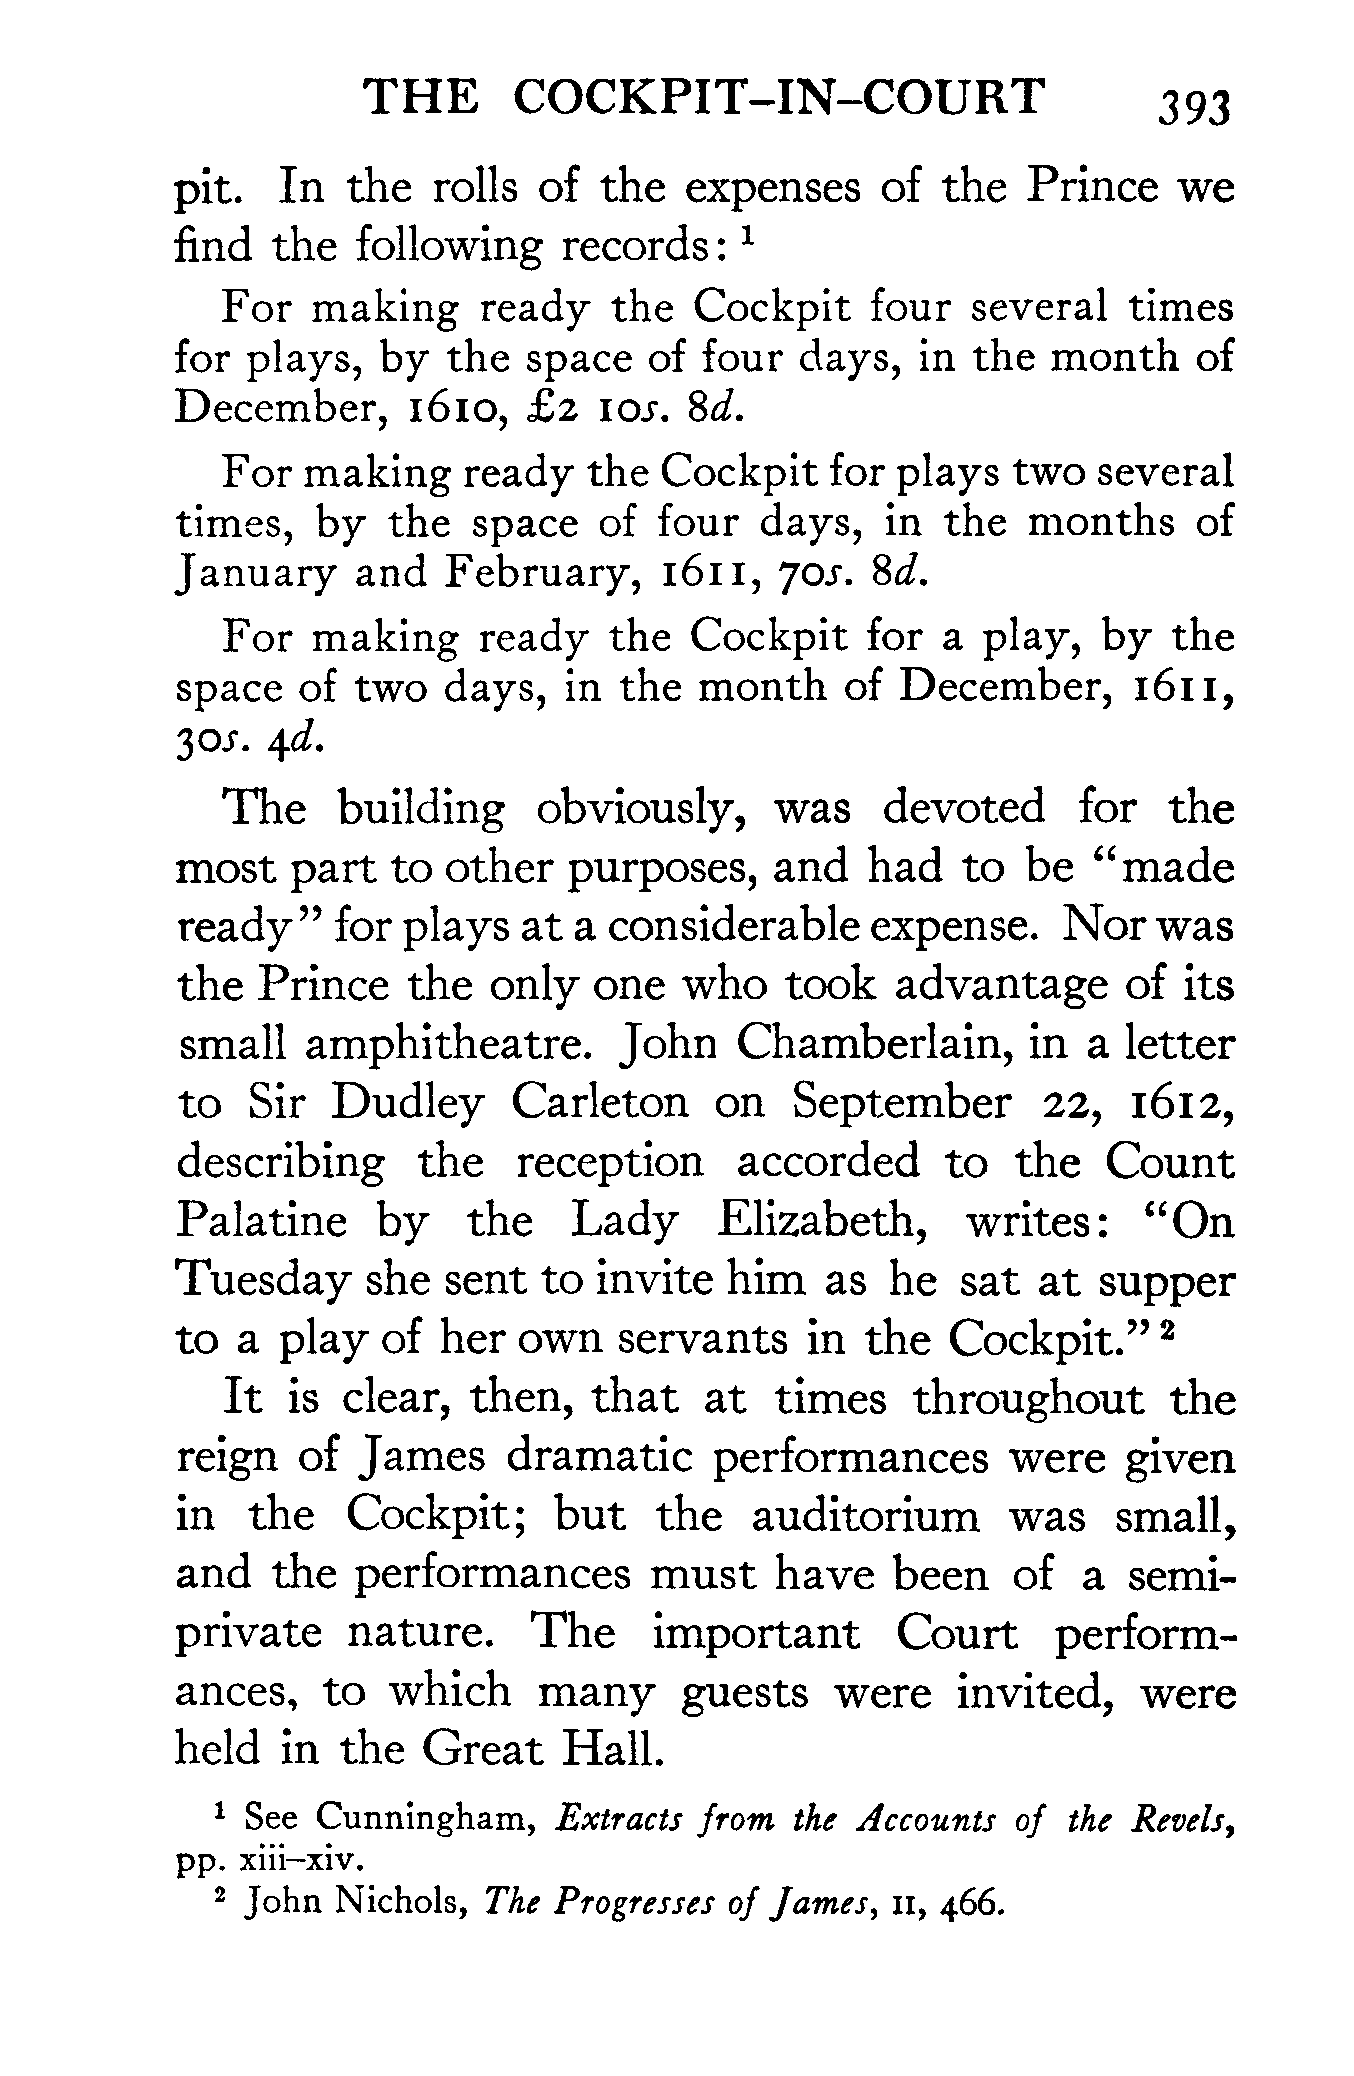 THE COCKPIT–IN–COURT 393
pit. In the rolls of the expenses of the Prince we
find the following records: ¹
For making ready the Cockpit four several times
for plays, by the space of four days, in the month of
December, 1610, £2 10s. 8d.
For making ready the Cockpit for plays two several
times, by the space of four days, in the months of
January and February, 1611, 70s. 8d.
For making ready the Cockpit for a play, by the
space of two days, in the month of December, 1611,
30s. 4d.
The building obviously, was devoted for the
most part to other purposes, and had to be “made
ready” for plays at a considerable expense. Nor was
the Prince the only one who took advantage of its
small amphitheatre. John Chamberlain, in a letter
to Sir Dudley Carleton on September 22, 1612,
describing the reception accorded to the Count
Palatine by the Lady Elizabeth, writes: “On
Tuesday she sent to invite him as he sat at supper
to a play of her own servants in the Cockpit.” ²
It is clear, then, that at times throughout the
reign of James dramatic performances were given
in the Cockpit; but the auditorium was small,
and the performances must have been of a semi-
private nature. The important Court perform-
ances, to which many guests were invited, were
held in the Great Hall.
¹ See Cunningham, Extracts from the Accounts of the Revels,
pp. xiii–xiv.
² John Nichols, The Progresses of James, II, 466.